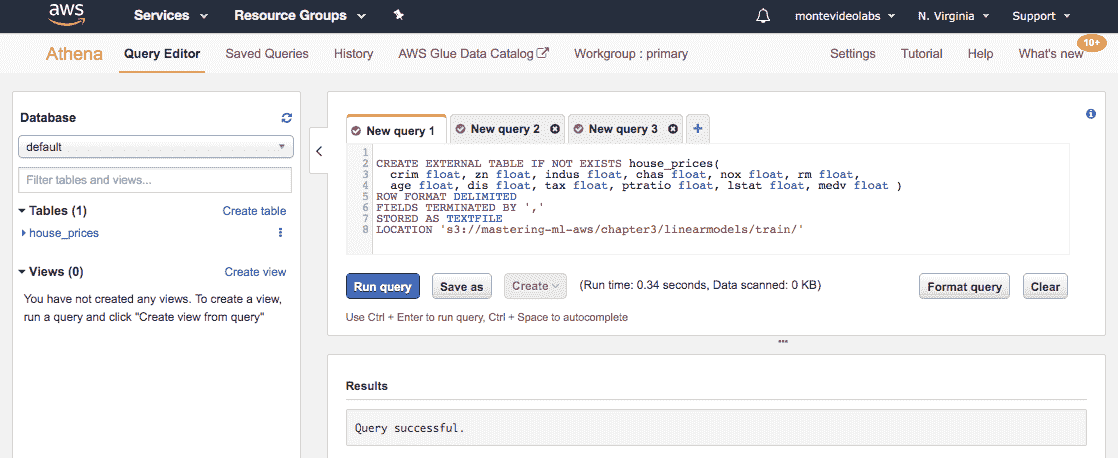 aws
Services
Resource Groups
montevideolabs
N. Virginia
Support
Athena
Query Editor
Saved Queries
History
AWS Glue Data Catalog
Workgroup : primary
Settings
Tutorial
Help
What's new
10+
Database
default
Filter tables and views...
Tables (1)
Create table
house_prices
Views (0)
Create view
You have not created any views. To create a view,
run a query and click "Create view from query"
New query 1
New query 2
New query 3
1
2 CREATE EXTERNAL TABLE IF NOT EXISTS house_prices(
3 crim float, zn float, indus float, chas float, nox float, rm float,
4 age float, dis float, tax float, ptratio float, lstat float, medv float )
5 ROW FORMAT DELIMITED
6 FIELDS TERMINATED BY ','
7 STORED AS TEXTFILE
8 LOCATION 's3://mastering-ml-aws/chapter3/linearmodels/train/'
Run query
Save as
Create
(Run time: 0.34 seconds, Data scanned: 0 KB)
Format query
Clear
Use Ctrl + Enter to run query, Ctrl + Space to autocomplete
Results
Query successful.